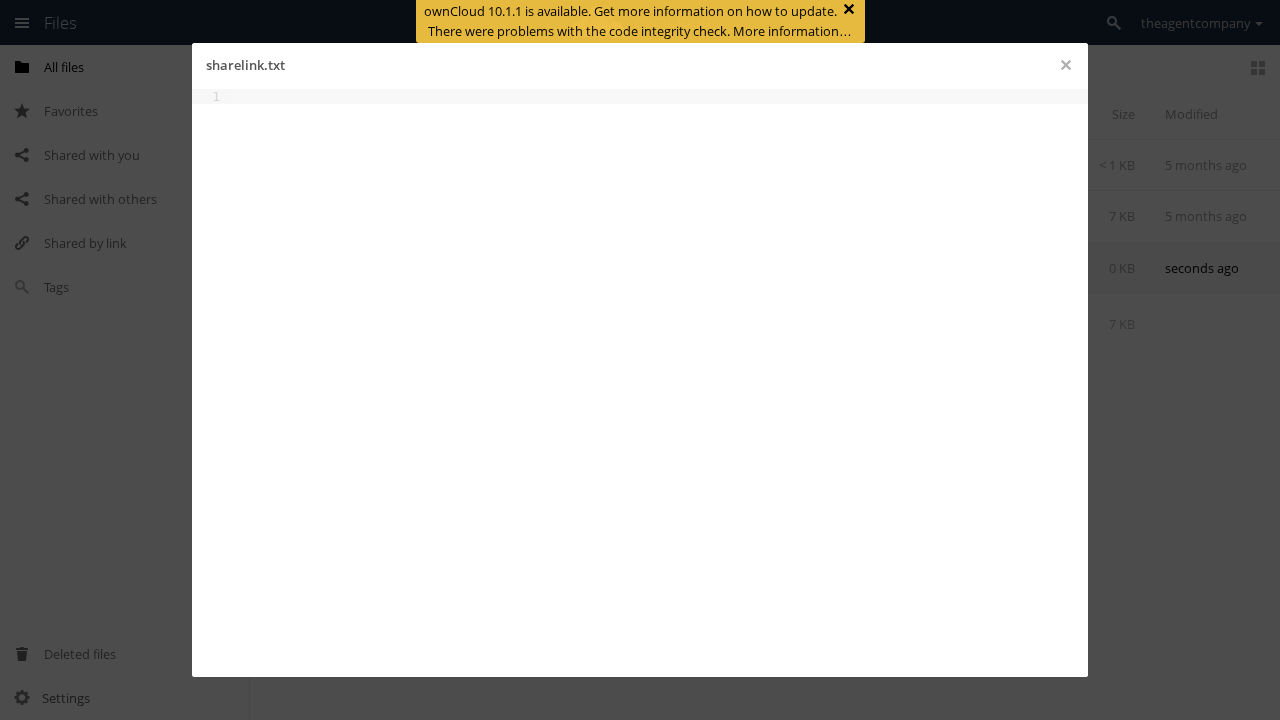 Files
ownCloud 10.1.1 is available. Get more information on how to update.
There were problems with the code integrity check. More information…
theagentcompany
All files
Favorites
Shared with you
Shared with others
Shared by link
Tags
Deleted files
Settings
sharelink.txt
1
Size Modified
< 1 KB 5 months ago
7 KB 5 months ago
0 KB seconds ago
7 KB